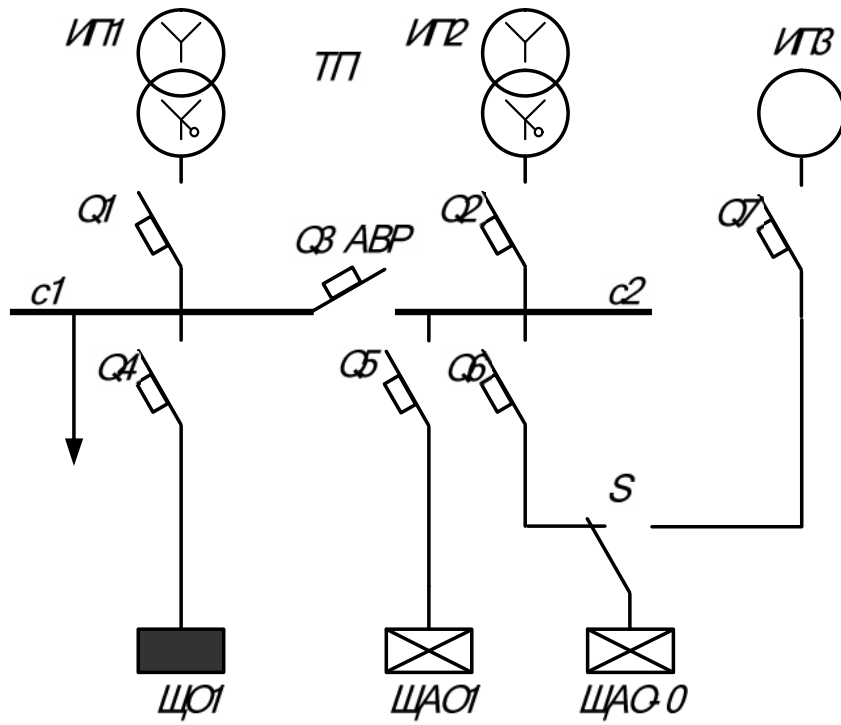 ИП1
ТП
ИП2
ИП3
Q1
Q3 АВР
Q2
Q7
с1
с2
Q4
Q5
Q6
S
ЩО1
ЩАО1
ЩАО-0